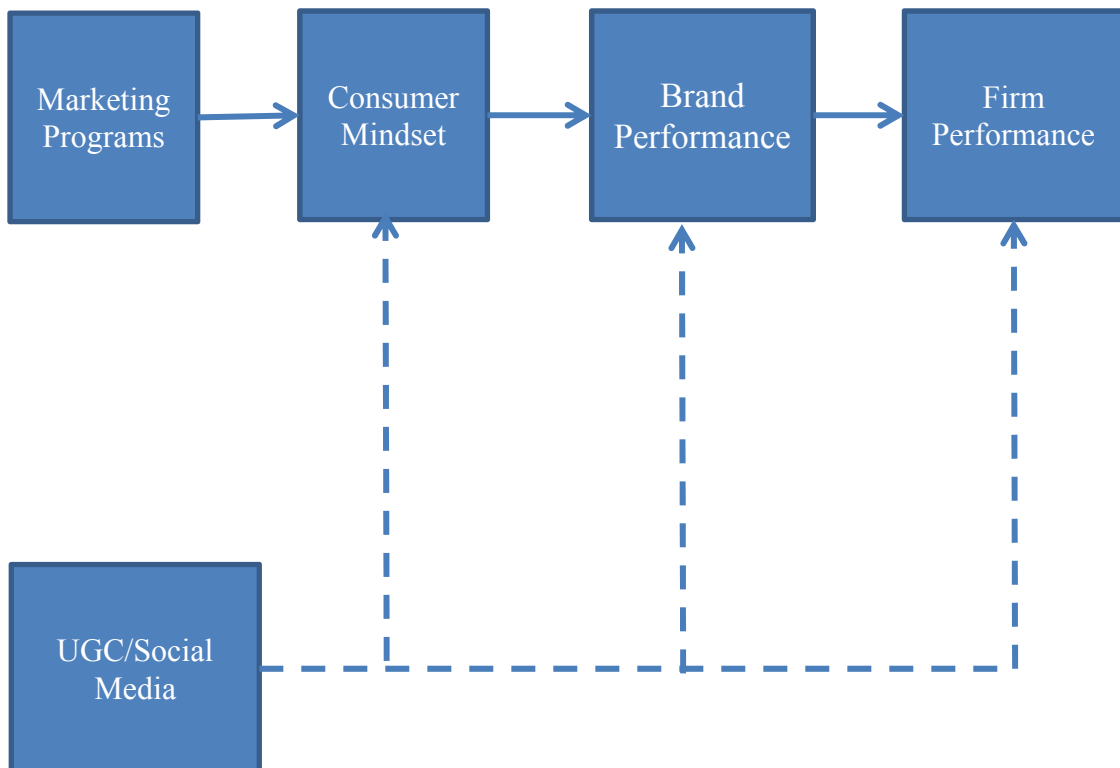 Marketing
Programs
Consumer
Mindset
Brand
Performance
Firm
Performance
UGC/Social
Media